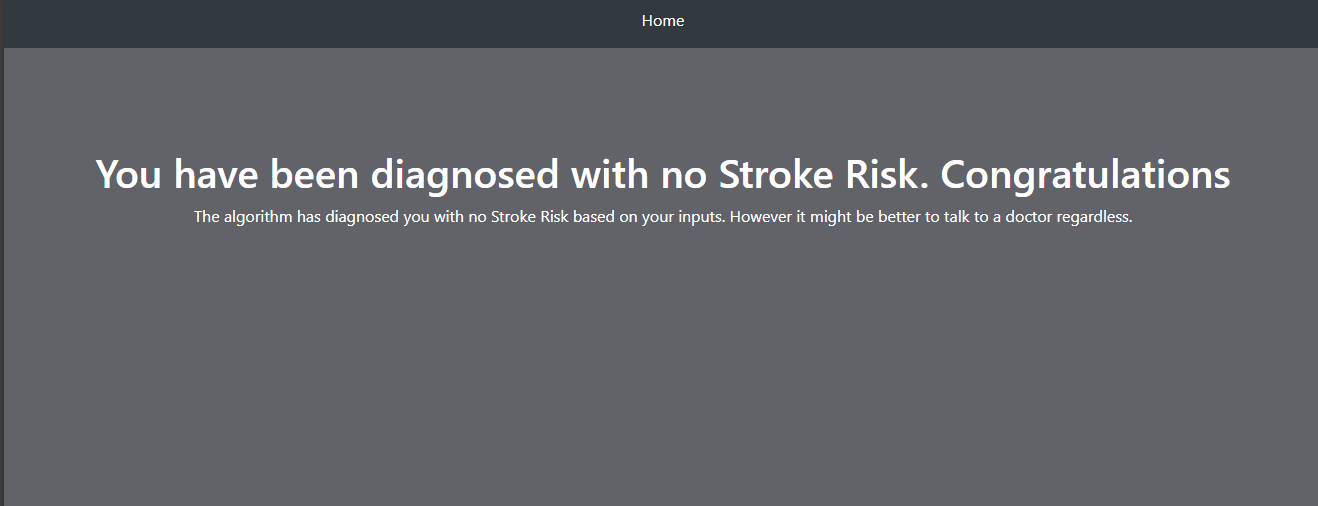 Home
You have been diagnosed with no Stroke Risk. Congratulations
The algorithm has diagnosed you with no Stroke Risk based on your inputs. However it might be better to talk to a doctor regardless.